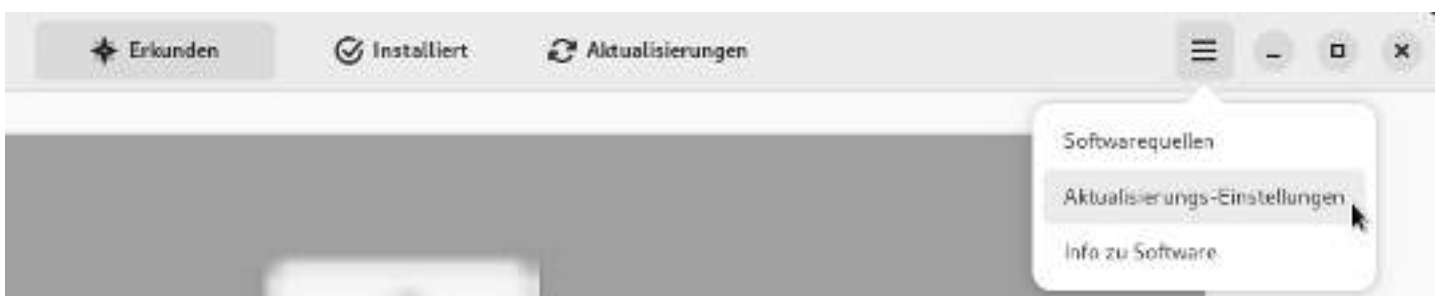 Erkunden
Installiert
Aktualisierungen
Softwarequellen
Aktualisierungs-Einstellungen
Info zu Software